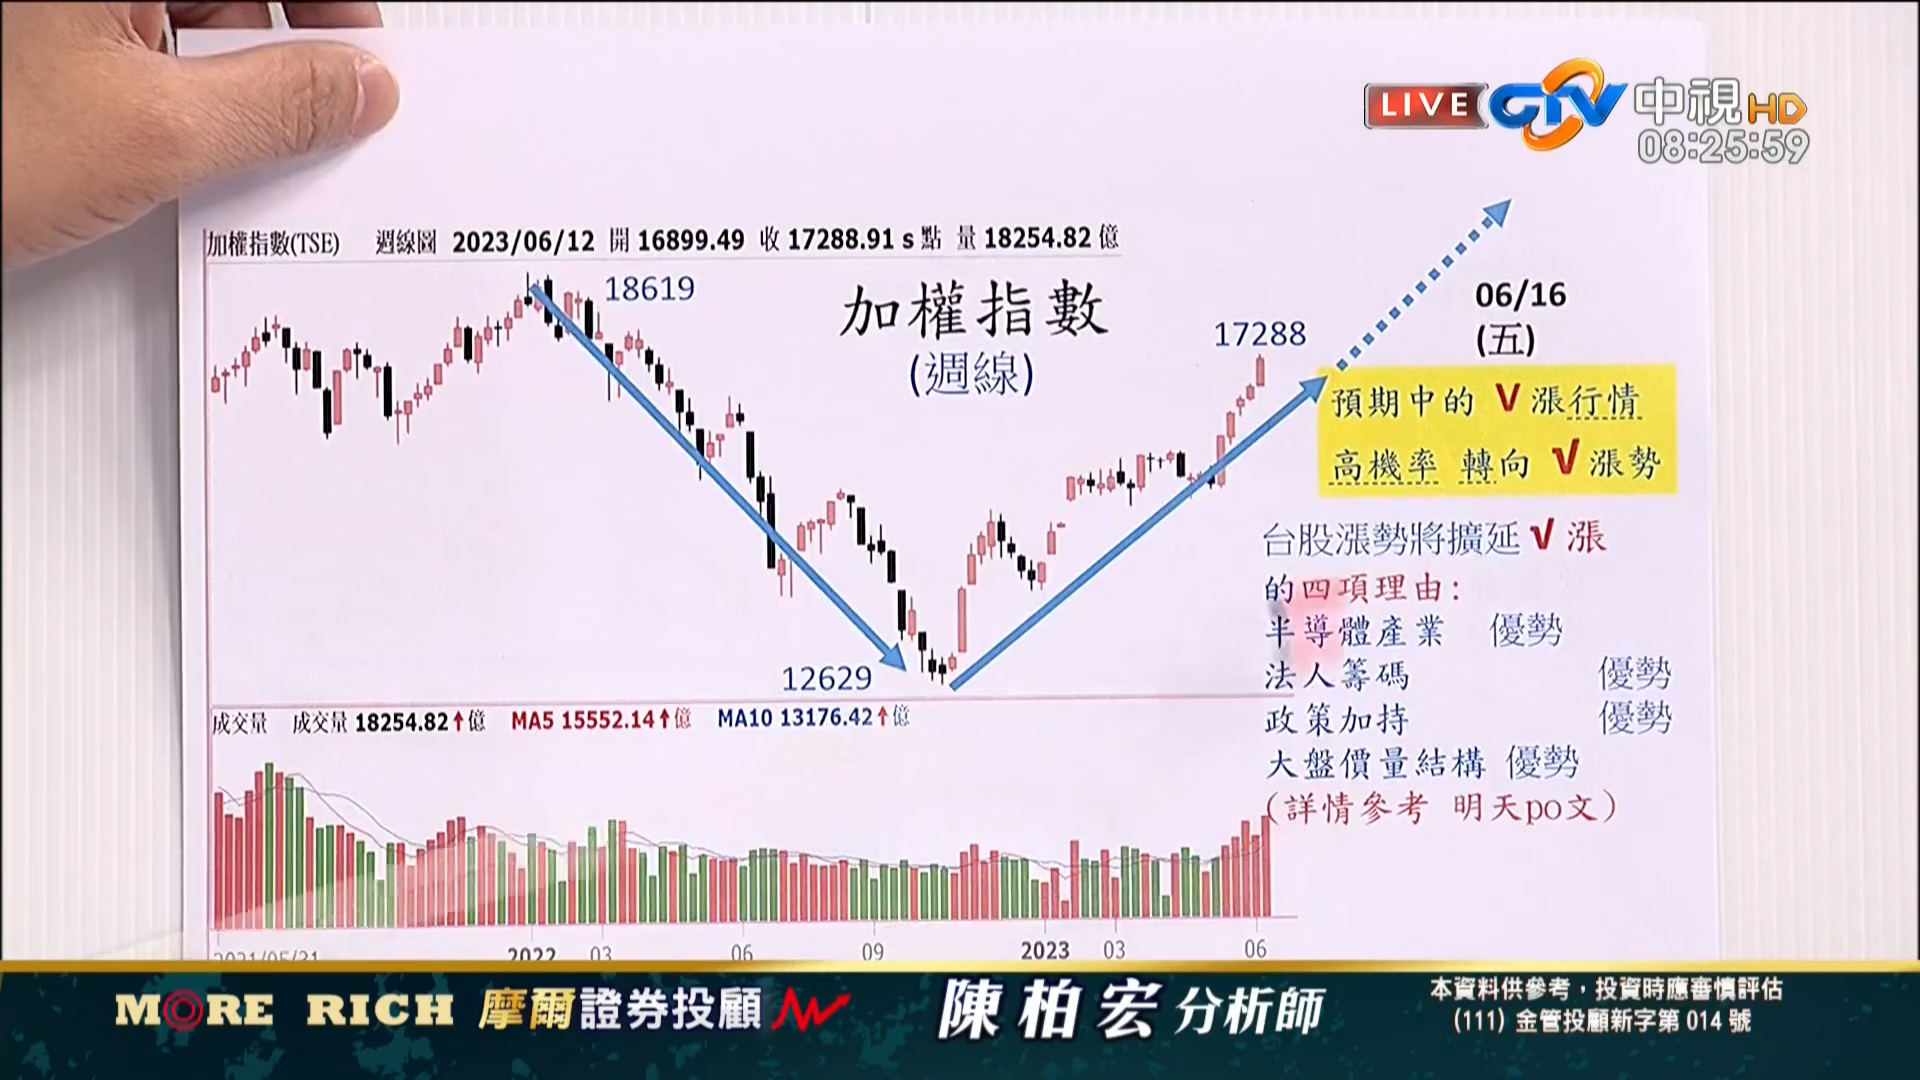 LIVE CTV 中視 HD
08:25:59
加權指數(TSE) 週線圖 2023/06/12 開 16899.49 收 17288.91 s 點 量 18254.82 億
18619
加權指數
(週線)
17288
06/16
(五)
預期中的 V 漲行情
高機率 轉向 √ 漲勢
台股漲勢將擴延 √ 漲
的四項理由:
半導體產業 優勢
法人籌碼 優勢
政策加持 優勢
大盤價量結構 優勢
(詳情參考 明天po文)
12629
成交量 成交量 18254.82↑億 MA5 15552.14↑億 MA10 13176.42↑億
2021/05/31 2022 03 06 09 2023 03 06
MORE RICH 摩爾證券投顧 陳柏宏 分析師
本資料供參考,投資時應審慎評估
(111) 金管投顧新字第 014 號